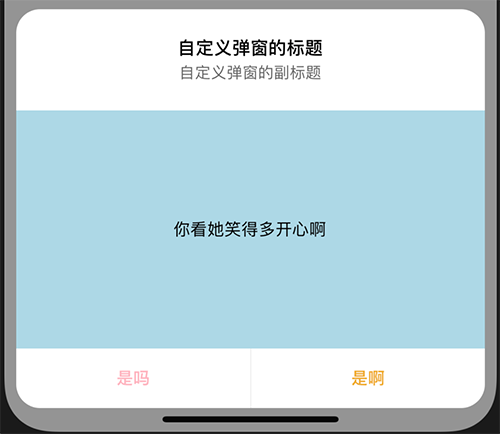 自定义弹窗的标题
自定义弹窗的副标题
你看她笑得多开心啊
是吗
是啊